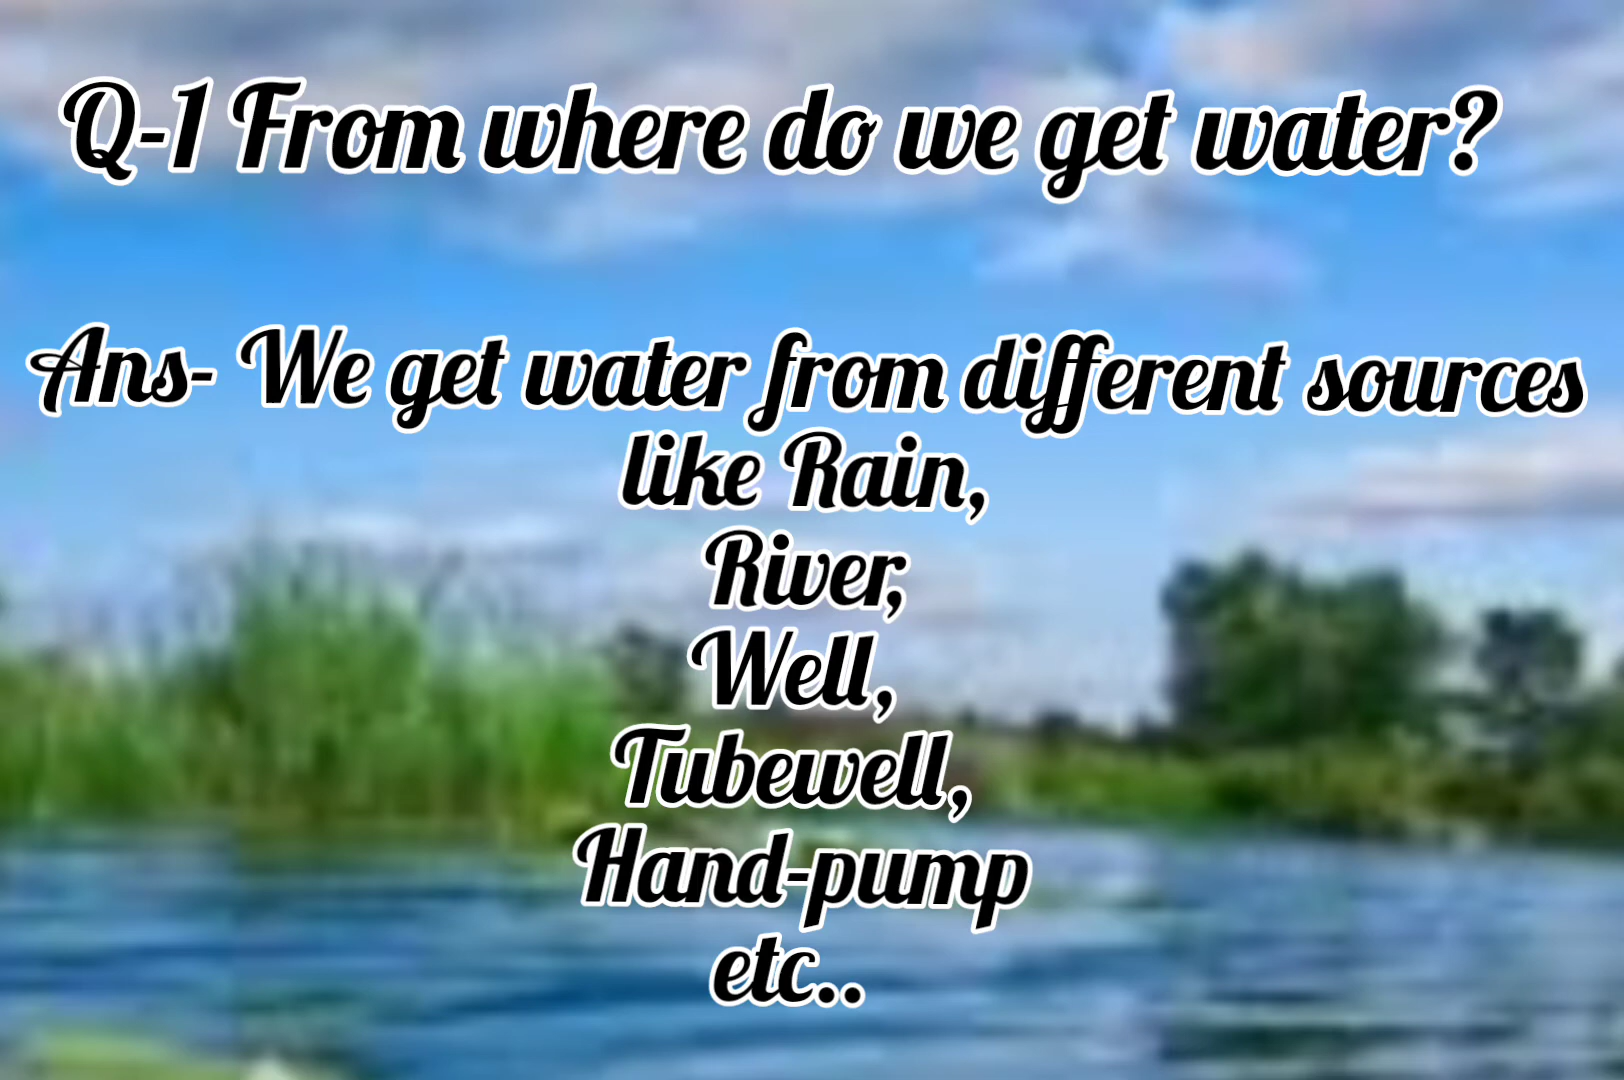 Q-1 From where do we get water?
Ans- We get water from different sources
like Rain,
River,
Well,
Tubewell,
Hand-pump
etc..